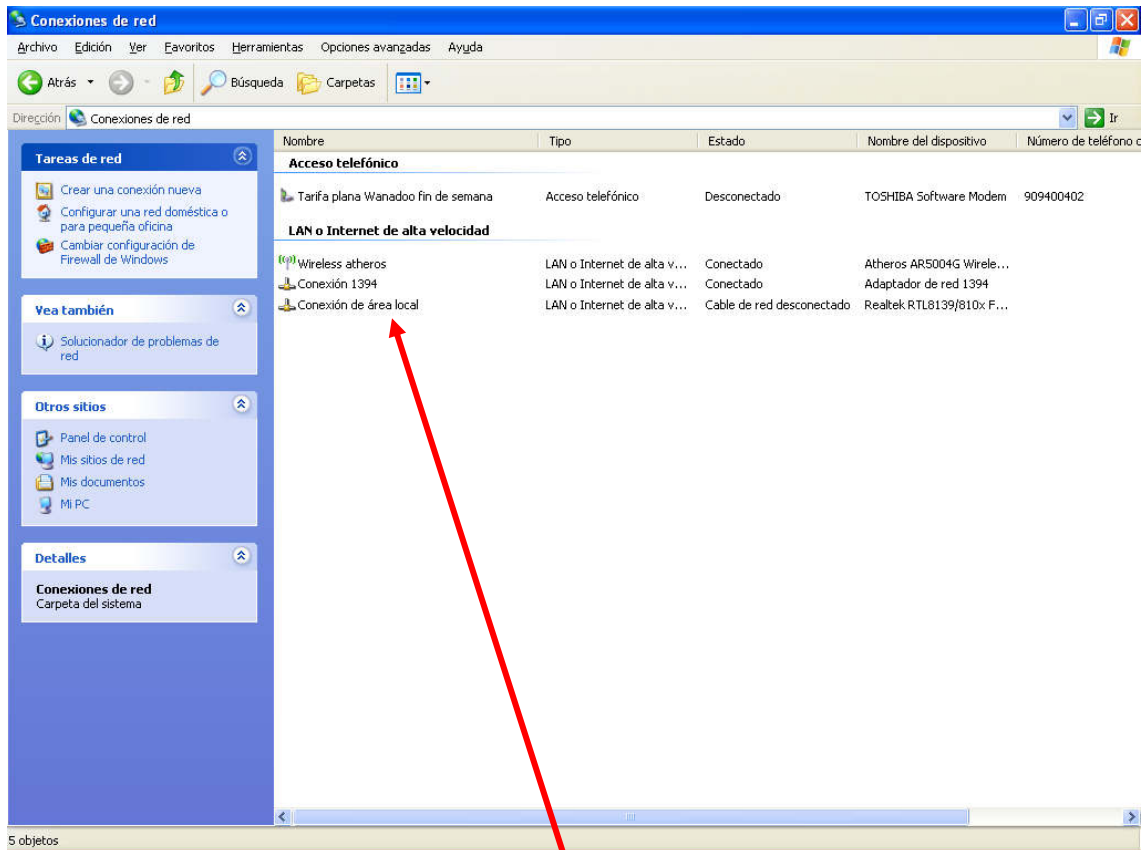 Conexiones de red
Archivo Edición Ver Favoritos Herramientas Opciones avanzadas Ayuda
Atrás Búsqueda Carpetas
Dirección Conexiones de red Ir
Nombre Tipo Estado Nombre del dispositivo Número de teléfono o
Tareas de red
Crear una conexión nueva
Configurar una red doméstica o
para pequeña oficina
Cambiar configuración de
Firewall de Windows
Vea también
Solucionador de problemas de
red
Otros sitios
Panel de control
Mis sitios de red
Mis documentos
Mi PC
Detalles
Conexiones de red
Carpeta del sistema
Acceso telefónico
Tarifa plana Wanadoo fin de semana Acceso telefónico Desconectado TOSHIBA Software Modem 909400402
LAN o Internet de alta velocidad
Wireless atheros LAN o Internet de alta v... Conectado Atheros AR5004G Wirele...
Conexión 1394 LAN o Internet de alta v... Conectado Adaptador de red 1394
Conexión de área local LAN o Internet de alta v... Cable de red desconectado Realtek RTL8139/810x F...
5 objetos